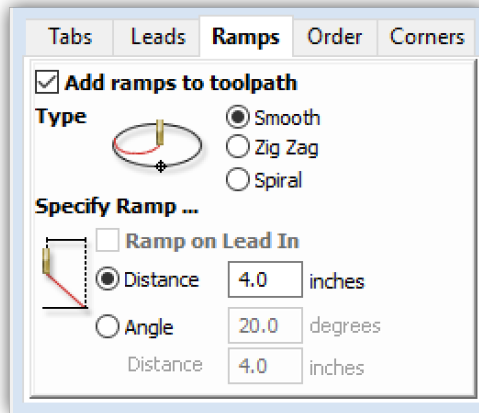 Tabs Leads Ramps Order Corners
Add ramps to toolpath
Type
Smooth
Zig Zag
Spiral
Specify Ramp ...
Ramp on Lead In
Distance 4.0 inches
Angle 20.0 degrees
Distance 4.0 inches